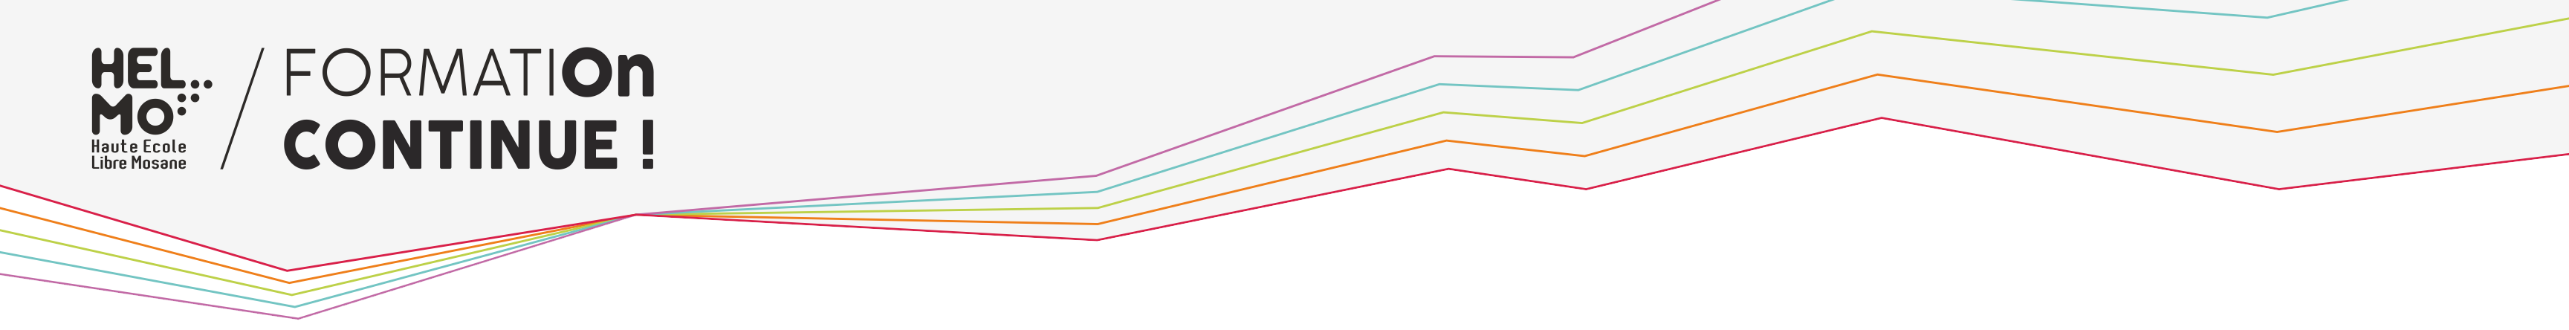 HEL
MO
Haute Ecole
Libre Mosane
FORMATIOn
CONTINUE !